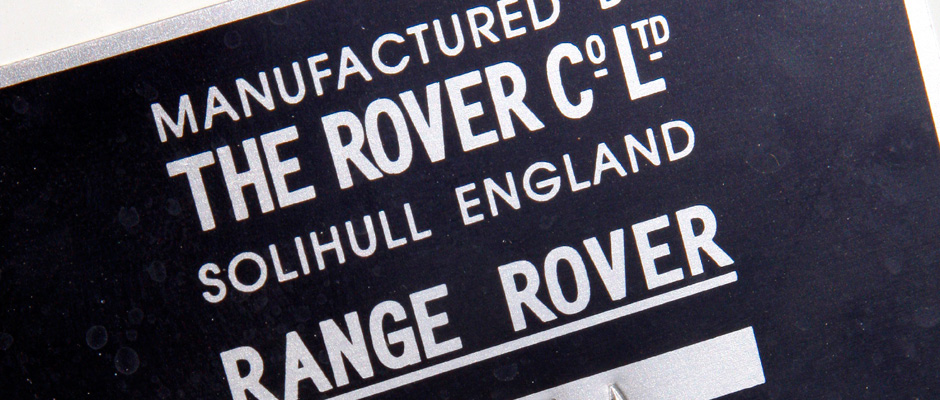 MANUFACTURED
THE ROVER Cº LTD
SOLIHULL ENGLAND
RANGE ROVER